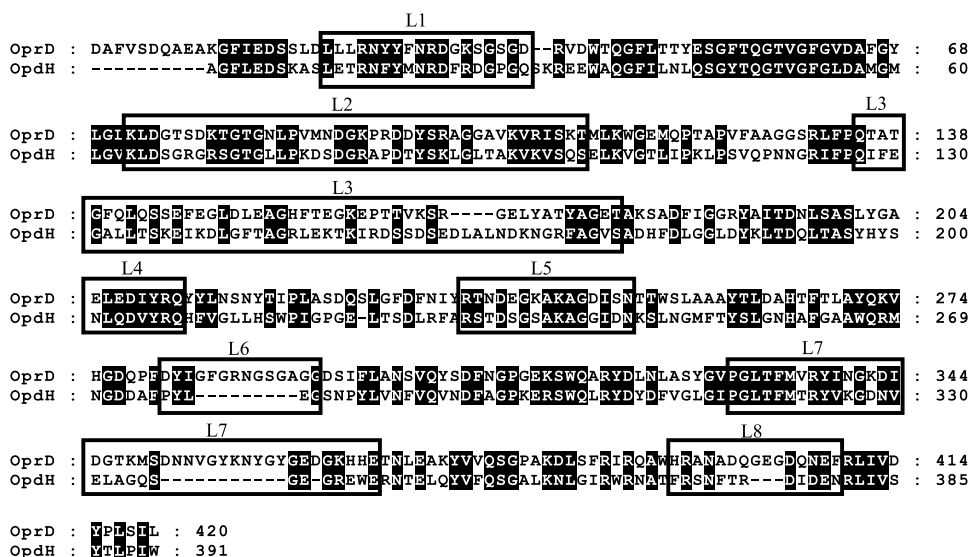 L1
OprD : DAFVSDQAEAKGFIEDSSLDLLLRNYYFNRDGKSGSGD--RVDWTQGFLTTYESGFTQGTVGFGVDAFGY 68
OpdH : ----------AGFLEDSKASLETRNFYMNRDFRDGPGQSKREEWAQGFILNLQSGYTQGTVGFGLDAMGM 60
L2 L3
OprD : LGLKLDGTSDKTGTGNLPVMNDGKPRDDYSRAGGAVKVRISKTMLKWGEMQPTAPVFAAGGSRLFPQTAT 138
OpdH : LGVKLDSGRGRSGTGLLPKDSDGRAPDTYSKLGLTAKVKVSQSELKVGTLIPKLPSVQPNNGRIFPQIFE 130
L3
OprD : GFQLQSSEFEGLDLEAGHFTEGKEPTTVKSR----GELYATYAGETAKSADFIGGRYAITDNLSASLYGA 204
OpdH : GALLTSKEIKDLGFTAGRLEKTKIRDSSDSEDLALNDKNGRFAGVSADHFDLGGLDYKLTDQLTASYHYS 200
L4 L5
OprD : ELEDIYRQYYLNSNYTIPLASDQSLGFDFNIYRTNDEGKAKAGDISNTTWSLAAAYTLDAHTFTLAYQKV 274
OpdH : NLQDVYRQHFVGLLHSWPIGPGE-LTSDLRFARSTDSGSAKAGGIDNKSLNGMFTYSLGNHAFGAAWQRM 269
L6 L7
OprD : HGDQPFDYIGFGRNGSGAGGDSIFLANSVQYSDFNGPGEKSWQARYDLNLASYGVPGLTFMVRYINGKDI 344
OpdH : NGDDAFPYL---------EGSNPYLVNFVQVNDFAGPKERSWQLRYDYDFVGLGIPGLTFMTRYVKGDNV 330
L7 L8
OprD : DGTKMSDNNVGYKNYGYGEDGKHHETNLEAKYVVQSGPAKDLSFRIRQAWHRANADQGEGDQNEFRLIVD 414
OpdH : ELAGQS-----------GE-GREWERNTELQYVFQSGALKNLGIRWRNATFRSNFTR---DIDENRLIVS 385
OprD : YPLSIL : 420
OpdH : YTLPIW : 391